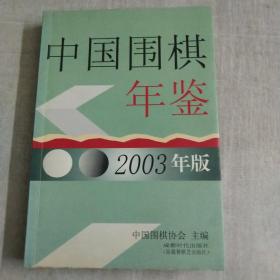 中国围棋
年鉴
2003年版
中国围棋协会 主编
成都时代出版社